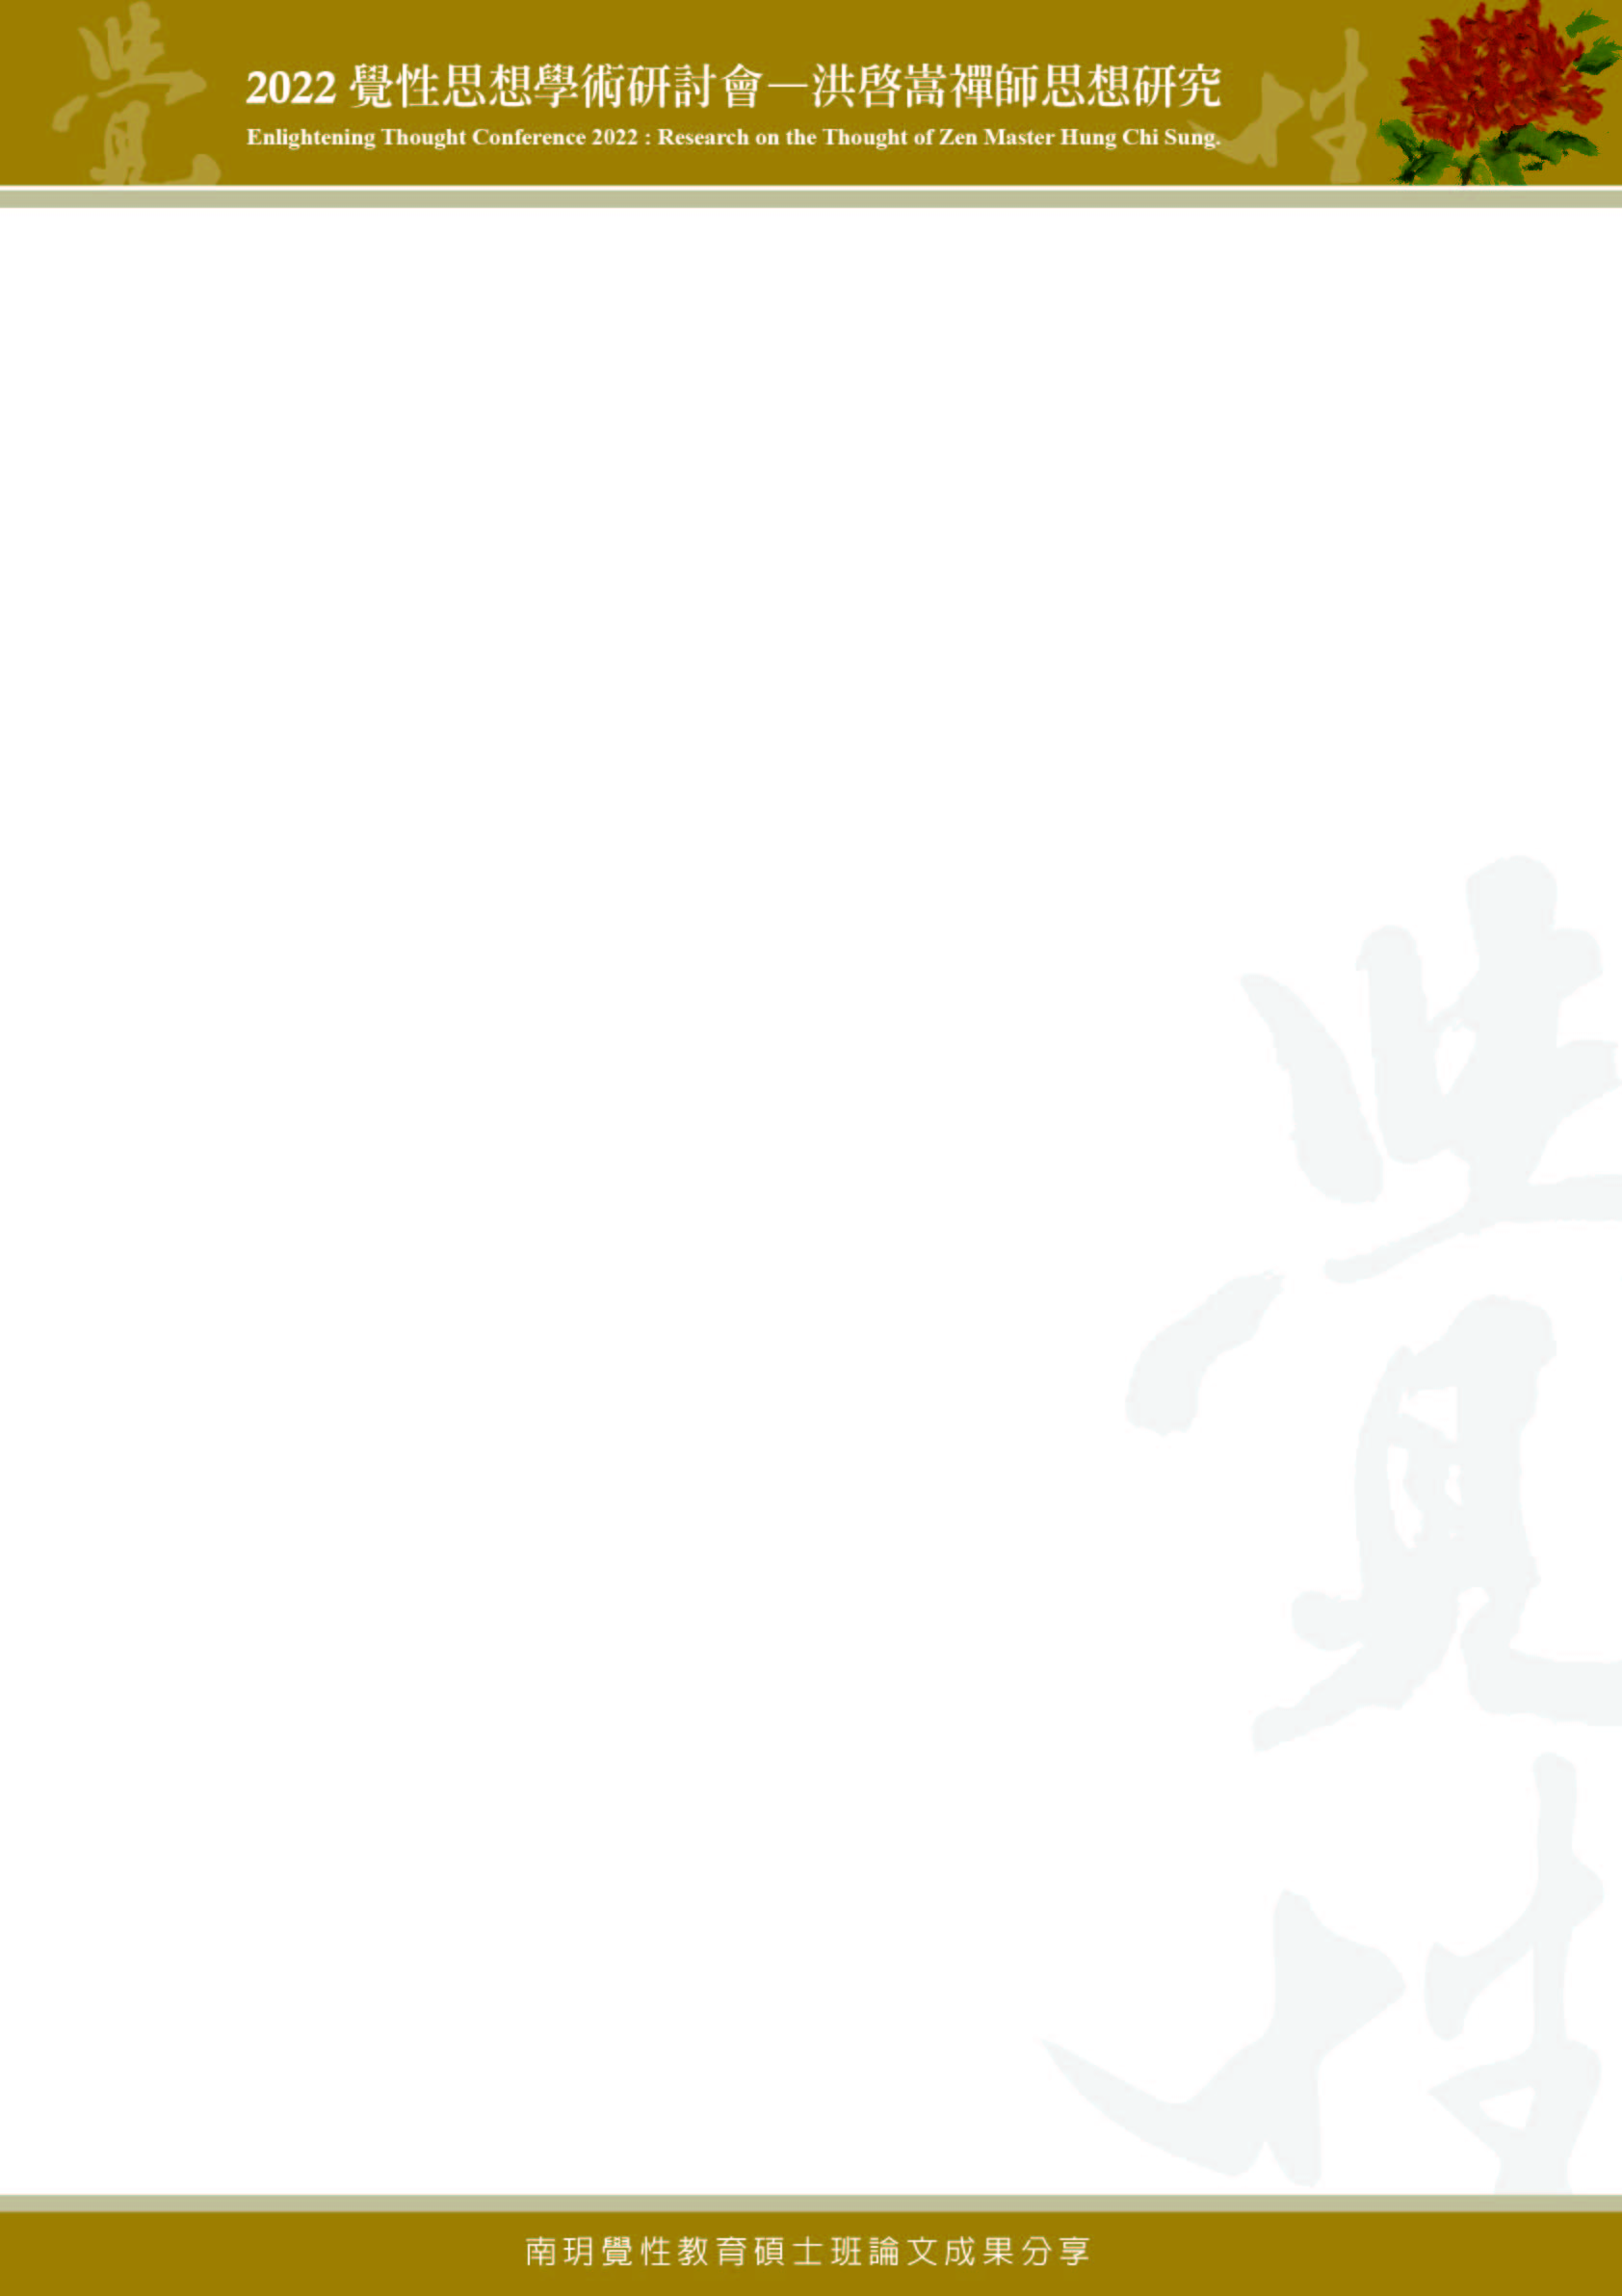 2022 覺性思想學術研討會—洪啓嵩禪師思想研究
Enlightening Thought Conference 2022 : Research on the Thought of Zen Master Hung Chi Sung.
覺性
南玥覺性教育碩士班論文成果分享